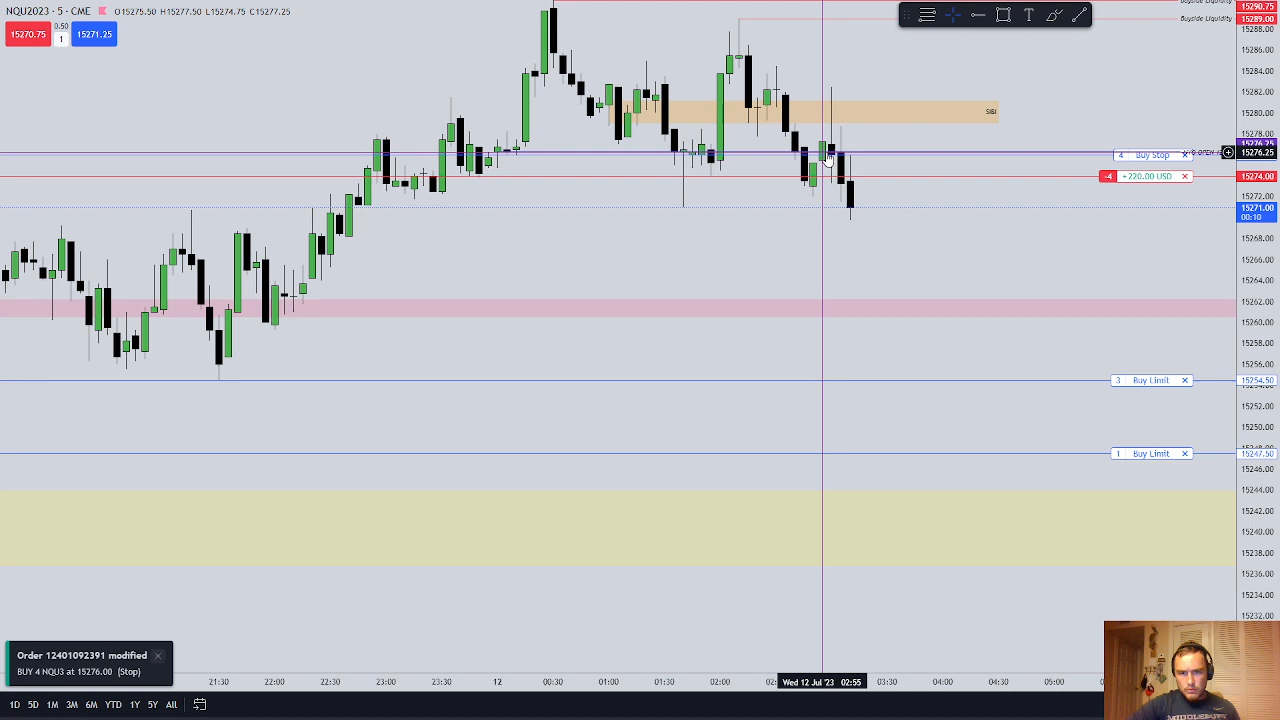 NQU2023 · 5 · CME O15275.50 H15277.50 L15274.75 C15277.25
15270.75 0.50 1 15271.25
Buyside Liquidity 15290.75
Buyside Liquidity 15289.00
15288.00
15286.00
15284.00
15282.00
SIBI
15280.00
15278.00
15276.25
4 Buy Stop × OPEN 15276.25
-4 +220.00 USD × 15274.00
15272.00
15271.00
00:10
15268.00
15266.00
15264.00
15262.00
15260.00
15258.00
15256.00
3 Buy Limit × 15254.50
15252.00
15250.00
1 Buy Limit × 15247.50
15246.00
15244.00
15242.00
15240.00
15238.00
15236.00
15234.00
15232.00
Order 12401092391 modified ×
BUY 4 NQU3 at 15276.00 (Stop)
21:30 22:00 22:30 23:00 23:30 12 00:30 01:00 01:30 02:00 Wed 12 Jul '23 02:55 03:30 04:00 04:30 05:00
1D 5D 1M 3M 6M YTD 1Y 5Y All
MIDDLEBURY